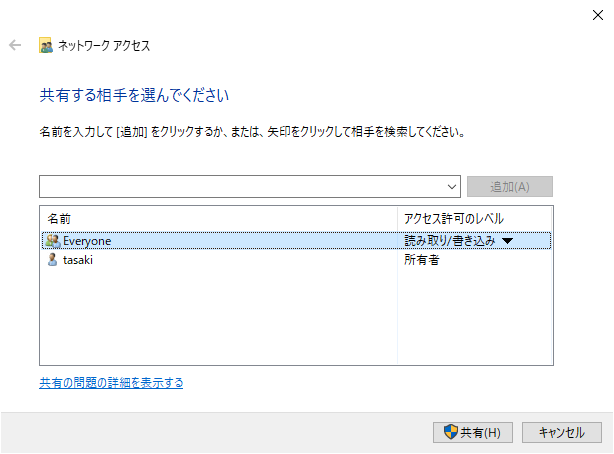 ネットワーク アクセス
共有する相手を選んでください
名前を入力して [追加] をクリックするか、または、矢印をクリックして相手を検索してください。
追加(A)
名前 アクセス許可のレベル
Everyone 読み取り/書き込み
tasaki 所有者
共有の問題の詳細を表示する
共有(H) キャンセル